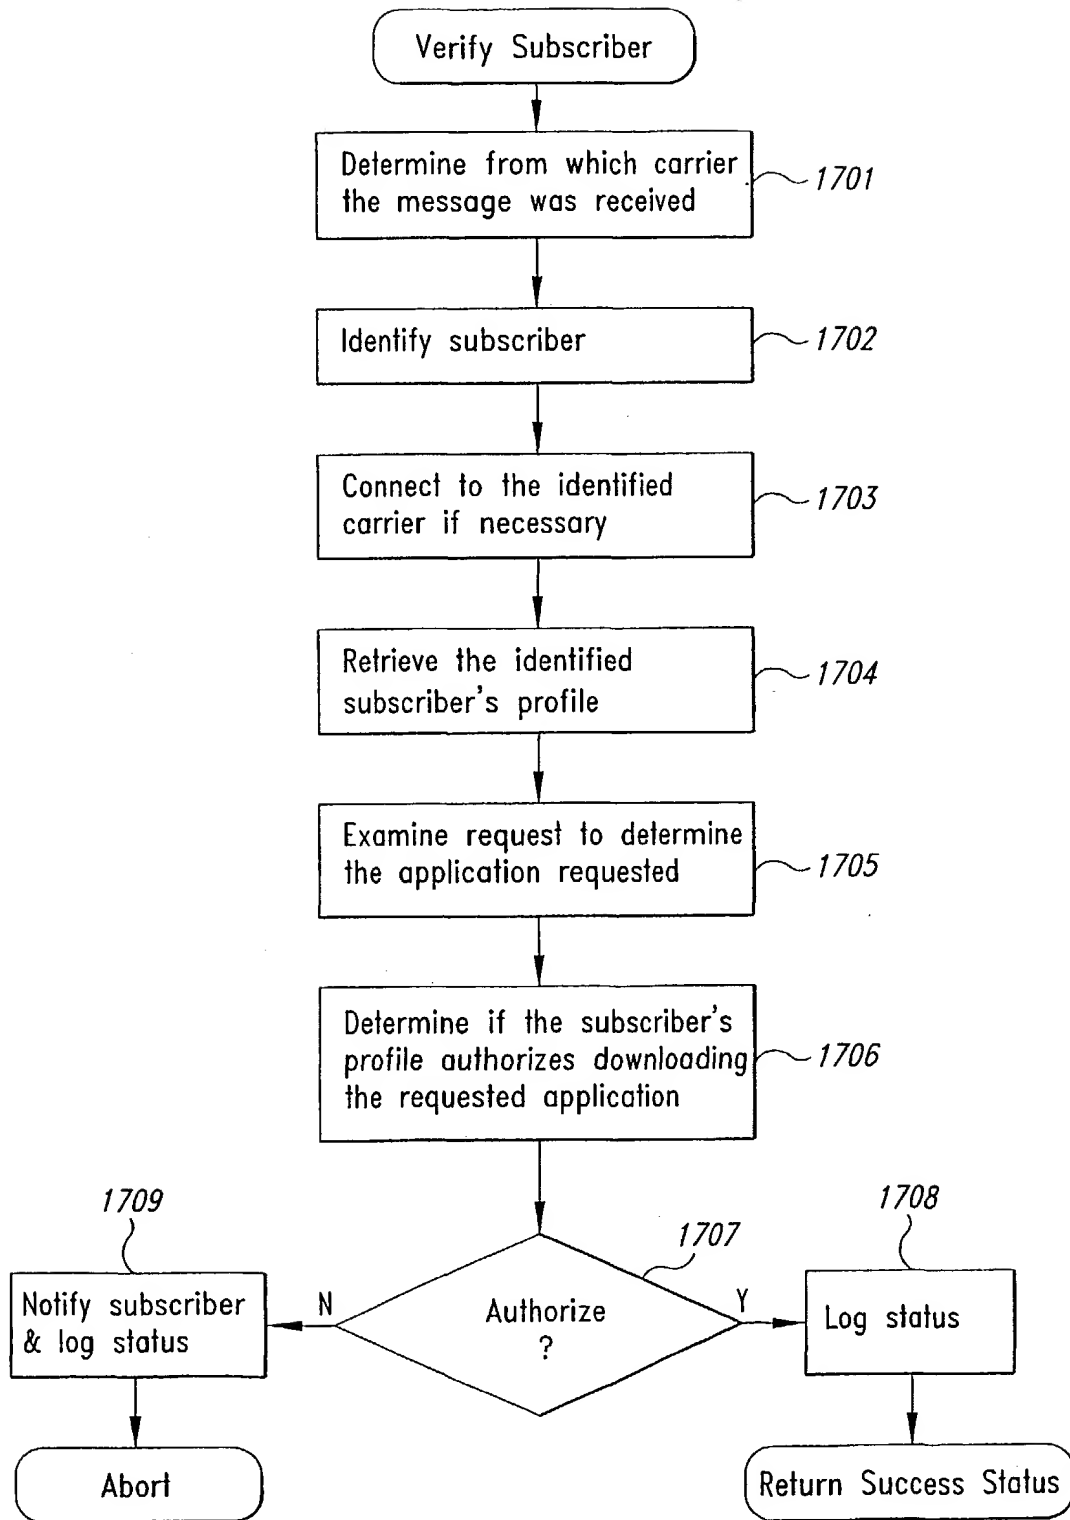 Verify Subscriber
Determine from which carrier
the message was received
1701
Identify subscriber
1702
Connect to the identified
carrier if necessary
1703
Retrieve the identified
subscriber's profile
1704
Examine request to determine
the application requested
1705
Determine if the subscriber's
profile authorizes downloading
the requested application
1706
1709
1707
1708
Notify subscriber
& log status
N
Authorize
?
Y
Log status
Abort
Return Success Status